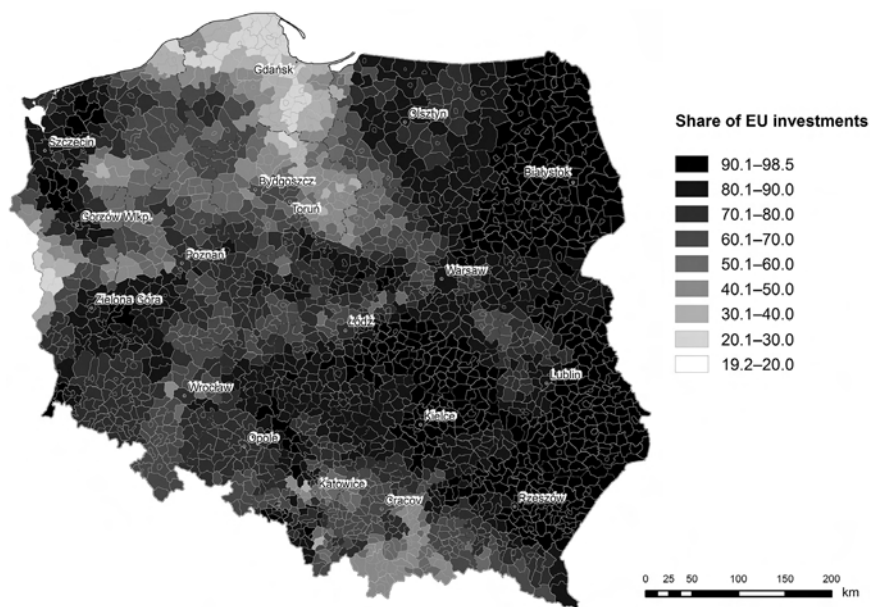 Gdańsk
Olsztyn
Szczecin
Share of EU investments
90.1–98.5
80.1–90.0
70.1–80.0
60.1–70.0
50.1–60.0
40.1–50.0
30.1–40.0
20.1–30.0
19.2–20.0
Białystok
Bydgoszcz
Toruń
Gorzów Wlkp.
Poznań
Warsaw
Zielona Góra
Łódź
Lublin
Wrocław
Kielce
Opole
Katowice
Cracov
Rzeszów
0 25 50 100 150 200
km